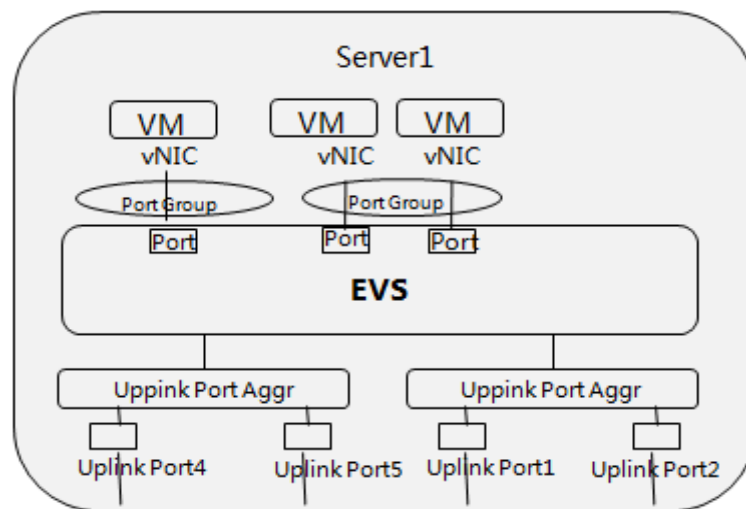 Server1
VM VM VM
vNIC vNIC vNIC
Port Group Port Group
Port Port Port
EVS
Uppink Port Aggr Uppink Port Aggr
Uplink Port4 Uplink Port5 Uplink Port1 Uplink Port2